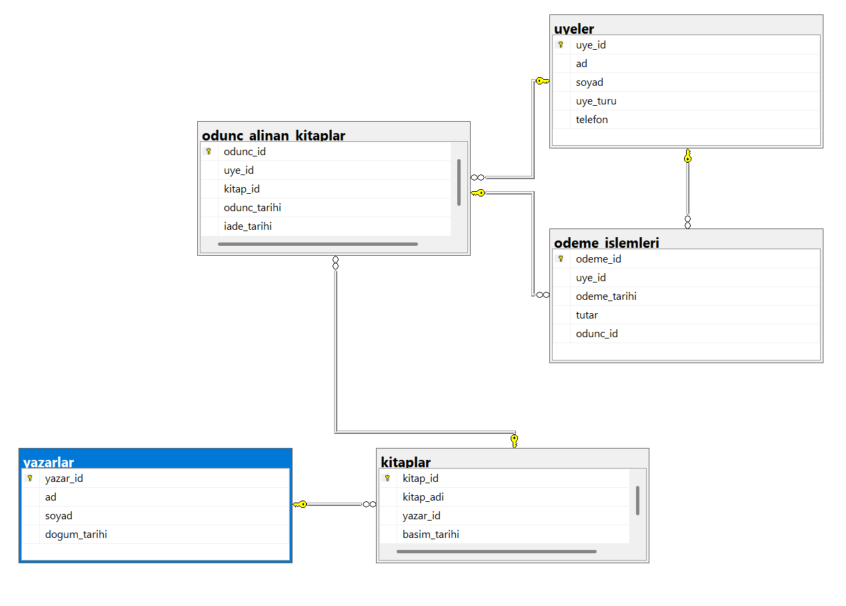 uyeler
uye_id
ad
soyad
uye_turu
telefon
odunc_alinan_kitaplar
odunc_id
uye_id
kitap_id
odunc_tarihi
iade_tarihi
odeme_islemleri
odeme_id
uye_id
odeme_tarihi
tutar
odunc_id
yazarlar
yazar_id
ad
soyad
dogum_tarihi
kitaplar
kitap_id
kitap_adi
yazar_id
basim_tarihi